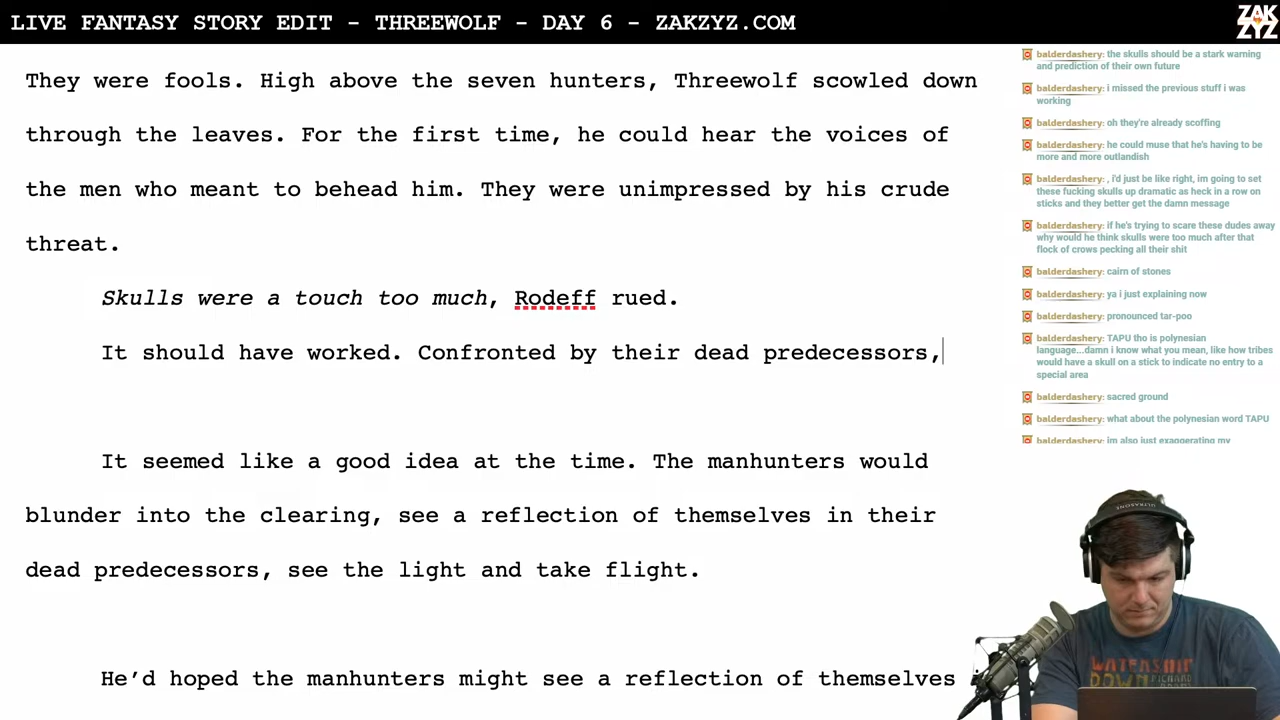 LIVE FANTASY STORY EDIT - THREEWOLF - DAY 6 - ZAKZYZ.COM
ZAK
ZYZ
They were fools. High above the seven hunters, Threewolf scowled down
through the leaves. For the first time, he could hear the voices of
the men who meant to behead him. They were unimpressed by his crude
threat.
Skulls were a touch too much, Rodeff rued.
It should have worked. Confronted by their dead predecessors,
It seemed like a good idea at the time. The manhunters would
blunder into the clearing, see a reflection of themselves in their
dead predecessors, see the light and take flight.
He’d hoped the manhunters might see a reflection of themselves
balderdashery: the skulls should be a stark warning
and prediction of their own future
balderdashery: i missed the previous stuff i was
working
balderdashery: oh they're already scoffing
balderdashery: he could muse that he's having to be
more and more outlandish
balderdashery: , i'd just be like right, im going to set
these fucking skulls up dramatic as heck in a row on
sticks and they better get the damn message
balderdashery: if he's trying to scare these dudes away
why would he think skulls were too much after that
flock of crows pecking all their shit
balderdashery: cairn of stones
balderdashery: ya i just explaining now
balderdashery: pronounced tar-poo
balderdashery: TAPU tho is polynesian
language...damn i know what you mean, like how tribes
would have a skull on a stick to indicate no entry to a
special area
balderdashery: sacred ground
balderdashery: what about the polynesian word TAPU
balderdashery: im also just exaggerating my
WATERSHIP
DOWN
RICHARD